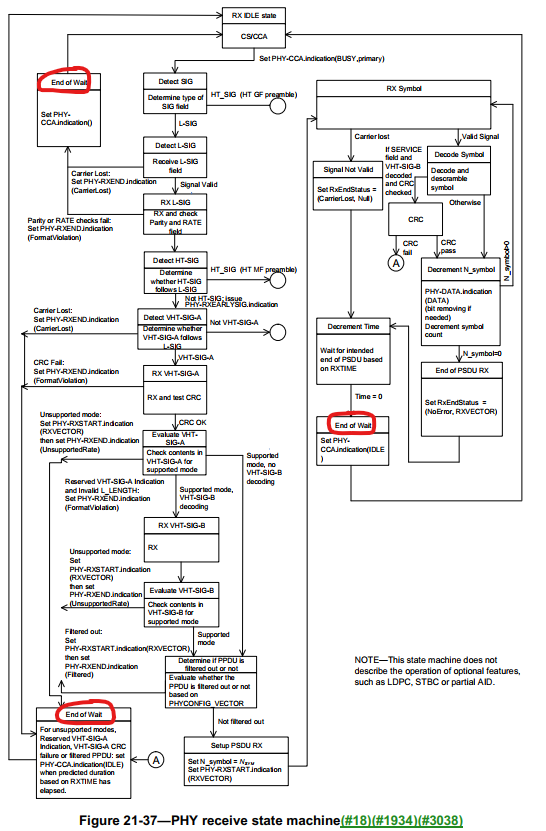 RX IDLE state
CS/CCA
Set PHY-CCA.indication(BUSY,primary)
End of Wait
Set PHY-
CCA.indication()
Detect SIG
Determine type of
SIG field
HT_SIG (HT GF preamble)
L-SIG
Detect L-SIG
Receive L-SIG
field
Carrier Lost:
Set PHY-RXEND.indication
(CarrierLost)
Signal Valid
RX L-SIG
RX and check
Parity and RATE
field
Parity or RATE checks fail:
Set PHY-RXEND.indication
(FormatViolation)
Detect HT-SIG
Determine
whether HT-SIG
follows L-SIG
HT_SIG (HT MF preamble)
Not HT-SIG; issue
PHY-RXEARLYSIG.indication
Carrier Lost:
Set PHY-RXEND.indication
(CarrierLost)
Detect VHT-SIG-A
Determine whether
VHT-SIG-A follows
L-SIG
Not VHT-SIG-A
VHT-SIG-A
CRC Fail:
Set PHY-RXEND.indication
(FormatViolation)
RX VHT-SIG-A
RX and test CRC
CRC OK
Unsupported mode:
Set PHY-RXSTART.indication
(RXVECTOR)
then set PHY-RXEND.indication
(UnsupportedRate)
Evaluate VHT-
SIG-A
Check contents in
VHT-SIG-A for
supported mode
Supported
mode, no
VHT-SIG-B
decoding
Reserved VHT-SIG-A Indication
and Invalid L_LENGTH:
Set PHY-RXEND.indication
(FormatViolation)
Supported mode,
VHT-SIG-B
decoding
RX VHT-SIG-B
RX
Unsupported mode:
Set
PHY-RXSTART.indication
(RXVECTOR)
then set
PHY-RXEND.indication
(UnsupportedRate)
Evaluate VHT-SIG-B
Check contents in
VHT-SIG-B for
supported mode
Supported
mode
Filtered out:
Set
PHY-RXSTART.indication(RXVECTOR)
then set
PHY-RXEND.indication
(Filtered)
Determine if PPDU is
filtered out or not
Evaluate whether the
PPDU is filtered out or not
based on
PHYCONFIG_VECTOR
Not filtered out
End of Wait
For unsupported modes,
Reserved VHT-SIG-A
Indication, VHT-SIG-A CRC
failure or filtered PPDU: set
PHY-CCA.indication(IDLE)
when predicted duration
based on RXTIME has
elapsed.
A
Setup PSDU RX
Set N_symbol = N_SYM
Set PHY-RXSTART.indication
(RXVECTOR)
RX Symbol
Carrier lost
Valid Signal
If SERVICE
field and
VHT-SIG-B
decoded
and CRC
checked
Signal Not Valid
Set RxEndStatus =
(CarrierLost, Null)
Decode Symbol
Decode and
descramble
symbol
Otherwise
CRC
CRC
fail
CRC
pass
A
N_symbol>0
Decrement N_symbol
PHY-DATA.indication
(DATA)
(bit removing if
needed)
Decrement symbol
count
N_symbol=0
Decrement Time
Wait for intended
end of PSDU based on
RXTIME
Time = 0
End of PSDU RX
Set RxEndStatus =
(NoError, RXVECTOR)
End of Wait
Set PHY-
CCA.indication(IDLE
)
NOTE—This state machine does not
describe the operation of optional features,
such as LDPC, STBC or partial AID.
Figure 21-37—PHY receive state machine(#18)(#1934)(#3038)